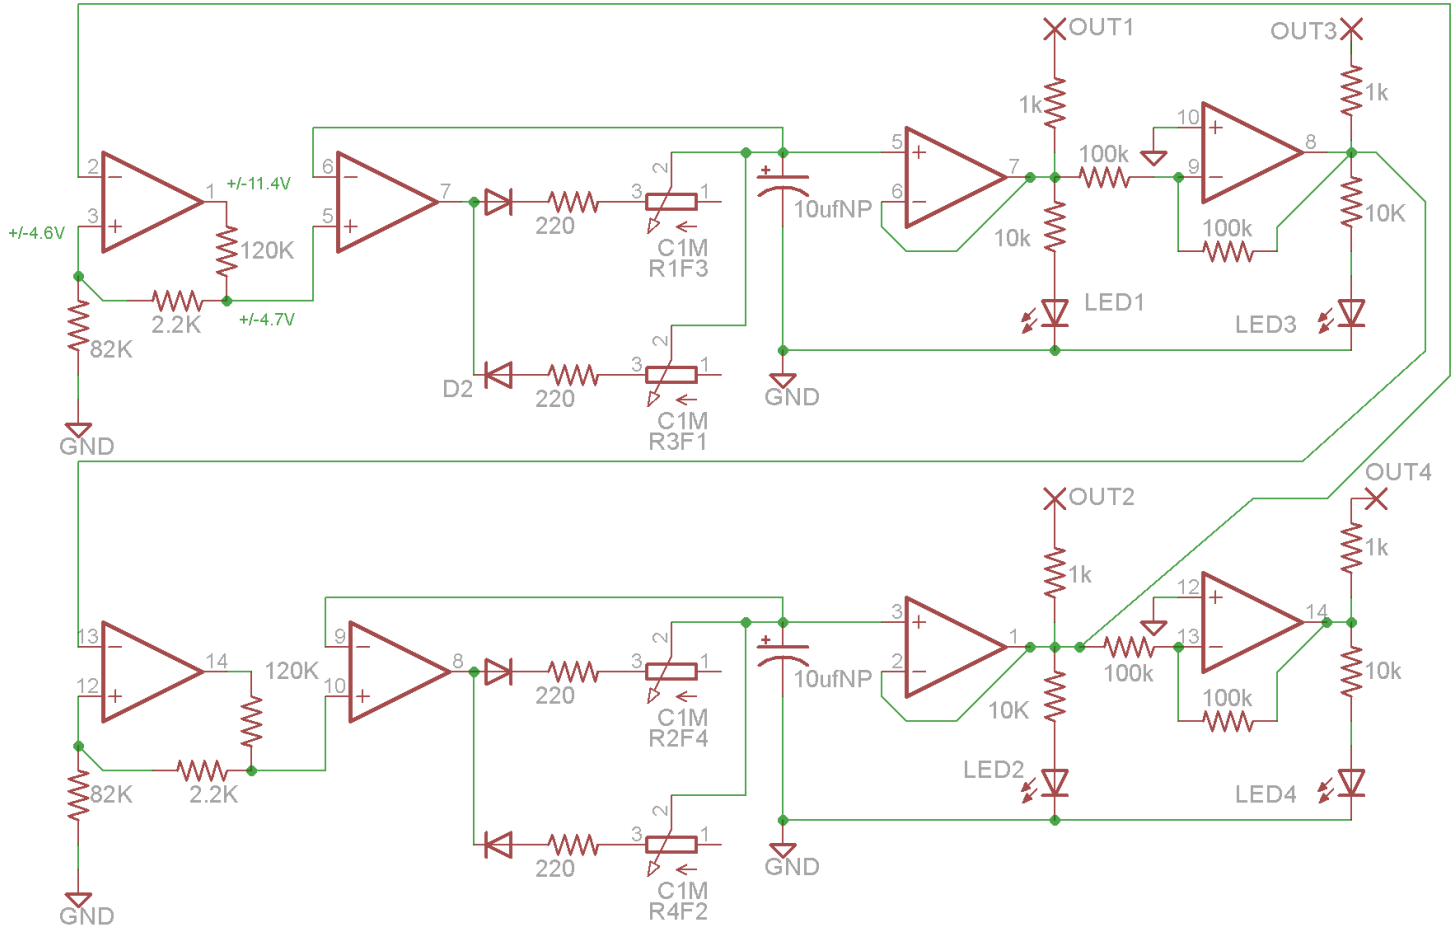 OUT1
OUT3
1k
1k
10
+
8
100k
9
−
2
−
1
+/-11.4V
3
+
+/-4.6V
120K
2.2K
+/-4.7V
82K
GND
6
−
7
5
+
220
2
3
1
C1M
R1F3
+
10ufNP
5
+
7
6
−
10k
100k
10K
LED1
LED3
D2
220
2
3
1
C1M
R3F1
GND
OUT2
OUT4
1k
1k
12
+
14
13
−
100k
100k
13
−
14
12
+
120K
2.2K
82K
GND
9
−
8
10
+
220
2
3
1
C1M
R2F4
+
10ufNP
3
+
1
2
−
10K
10k
LED2
LED4
220
2
3
1
C1M
R4F2
GND